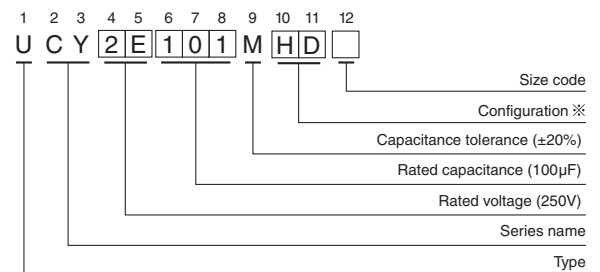 1 2 3 4 5 6 7 8 9 10 11 12
U C Y 2 E 1 0 1 M H D
Size code
Configuration ※
Capacitance tolerance (±20%)
Rated capacitance (100µF)
Rated voltage (250V)
Series name
Type